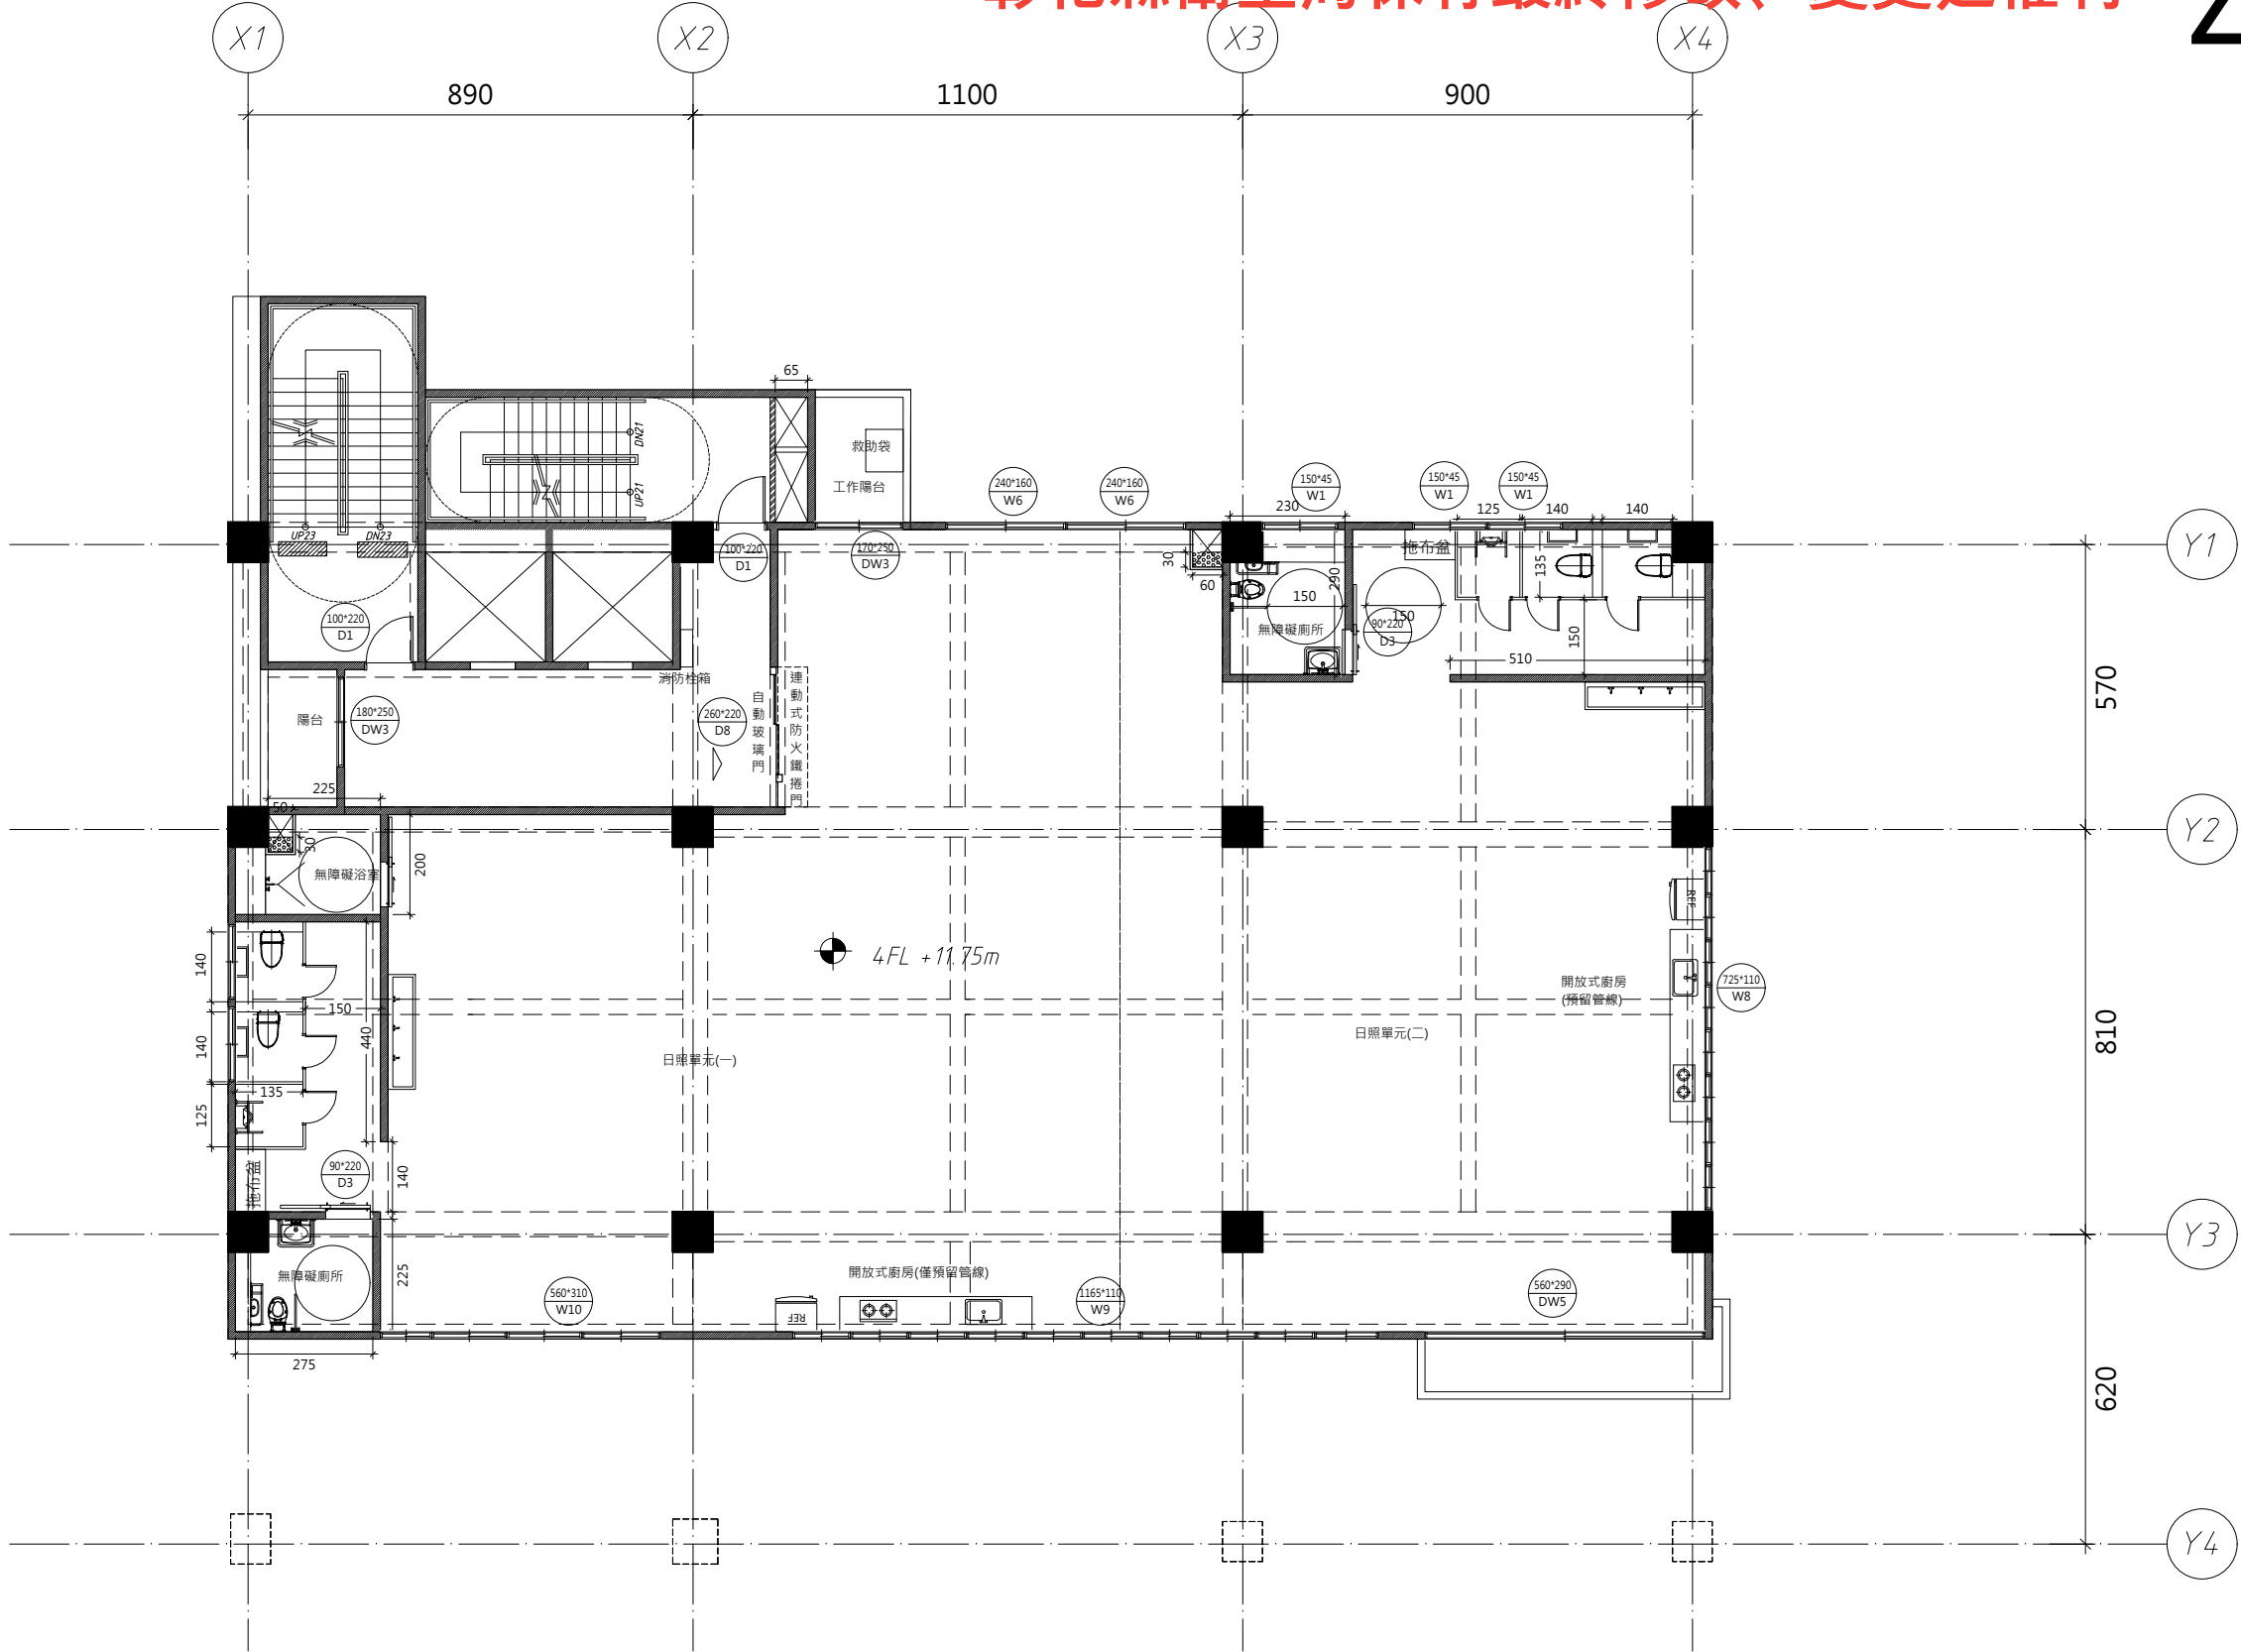 X1
X2
X3
X4
890
1100
900
65
救助袋
工作陽台
DN21
UP21
UP23
DN23
240*160
W6
240*160
W6
150*45
W1
150*45
W1
150*45
W1
230
125
140
140
Y1
100*220
D1
170*250
DW3
30
60
290
拖布盆
135
150
150
無障礙廁所
90*220
D3
150
510
100*220
D1
消防栓箱
570
陽台
180*250
DW3
260*220
D8
自動玻璃門
連動式防火鐵捲門
225
50
30
200
無障礙浴室
Y2
REF
140
4FL +11.75m
開放式廚房
(預留管線)
725*110
W8
150
440
140
日照單元(一)
日照單元(二)
810
135
125
拖布盆
90*220
D3
140
Y3
無障礙廁所
225
560*310
W10
開放式廚房(僅預留管線)
REF
1165*110
W9
560*290
DW5
275
620
Y4